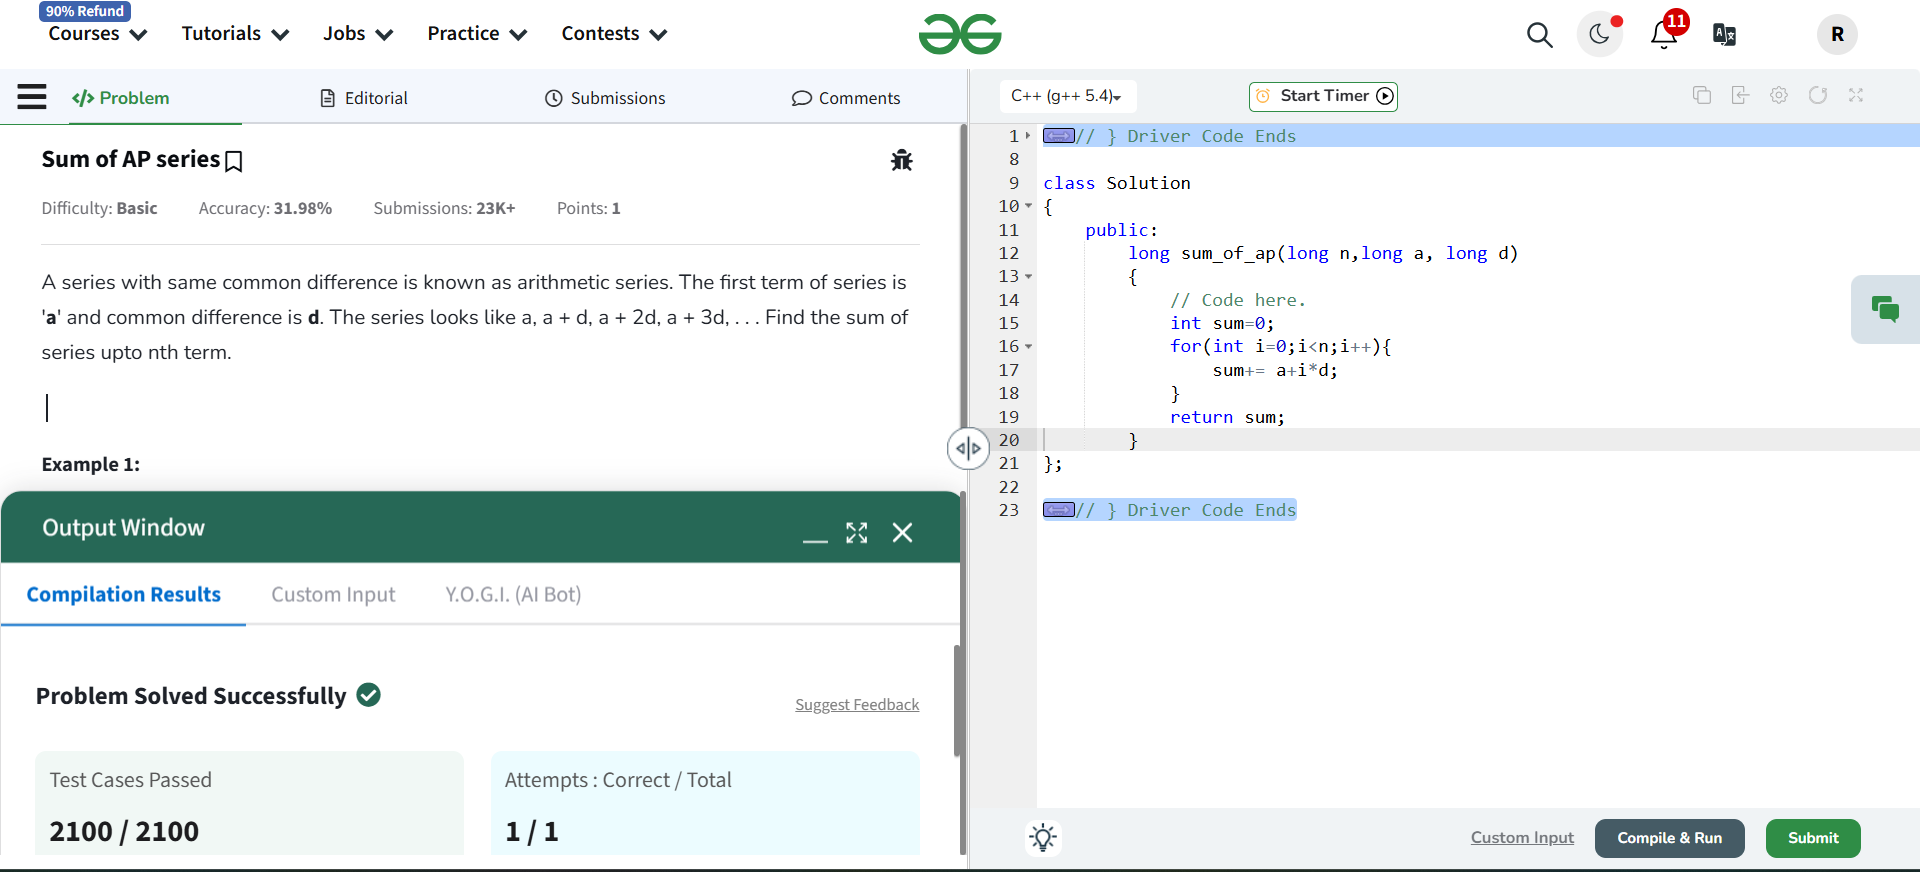 90% Refund
Courses Tutorials Jobs Practice Contests
11
R
</> Problem Editorial Submissions Comments
Sum of AP series
Difficulty: Basic Accuracy: 31.98% Submissions: 23K+ Points: 1
A series with same common difference is known as arithmetic series. The first term of series is
'a' and common difference is d. The series looks like a, a + d, a + 2d, a + 3d, . . . Find the sum of
series upto nth term.
Example 1:
Output Window
Compilation Results Custom Input Y.O.G.I. (AI Bot)
Problem Solved Successfully
Suggest Feedback
Test Cases Passed
2100 / 2100
Attempts : Correct / Total
1 / 1
C++ (g++ 5.4)
Start Timer
1 // } Driver Code Ends
8
9 class Solution
10 {
11 public:
12 long sum_of_ap(long n,long a, long d)
13 {
14 // Code here.
15 int sum=0;
16 for(int i=0;i<n;i++){
17 sum+= a+i*d;
18 }
19 return sum;
20 }
21 };
22
23 // } Driver Code Ends
Custom Input Compile & Run Submit